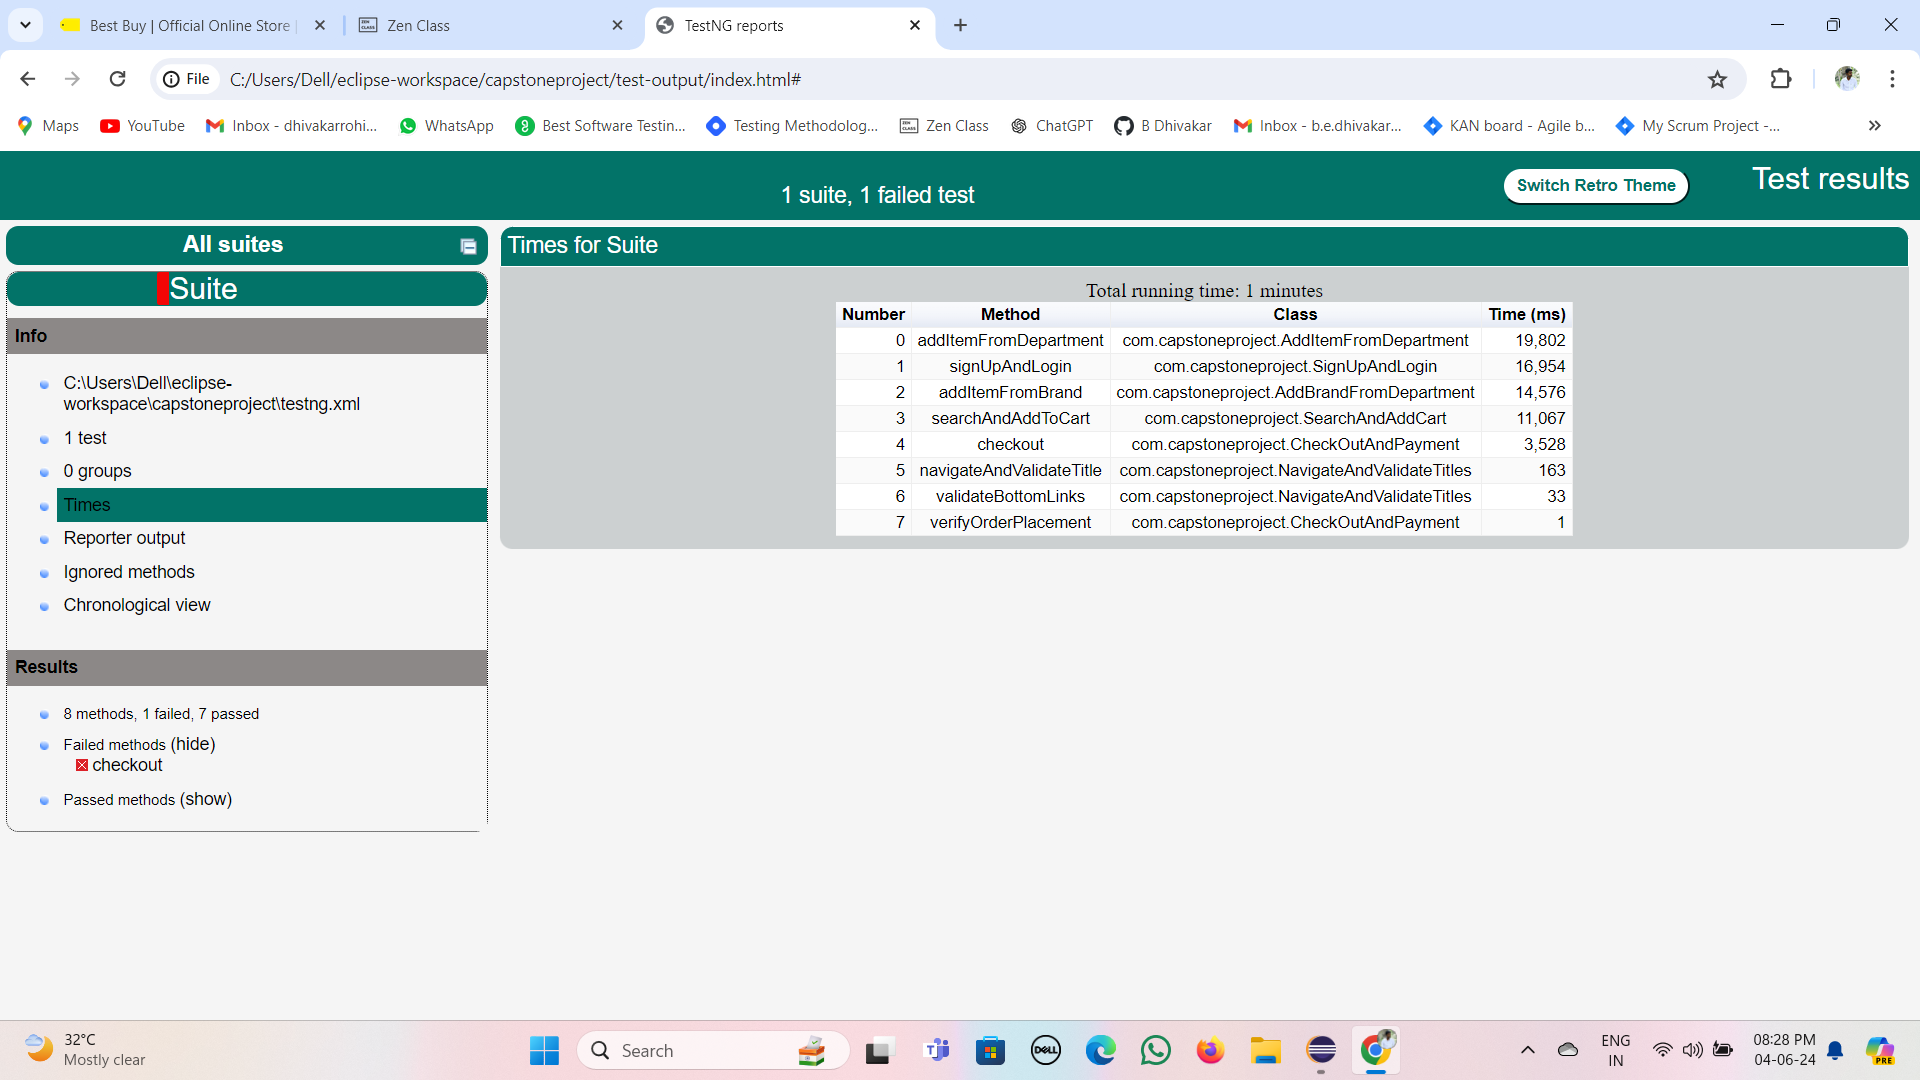 Best Buy | Official Online Store |
Zen Class
TestNG reports
File
C:/Users/Dell/eclipse-workspace/capstoneproject/test-output/index.html#
Maps
YouTube
Inbox - dhivakarrohi...
WhatsApp
Best Software Testin...
Testing Methodolog...
Zen Class
ChatGPT
B Dhivakar
Inbox - b.e.dhivakar...
KAN board - Agile b...
My Scrum Project -...
1 suite, 1 failed test
Switch Retro Theme
Test results
All suites
Suite
Info
C:\Users\Dell\eclipse-
workspace\capstoneproject\testng.xml
1 test
0 groups
Times
Reporter output
Ignored methods
Chronological view
Results
8 methods, 1 failed, 7 passed
Failed methods (hide)
checkout
Passed methods (show)
Times for Suite
Total running time: 1 minutes
Number Method Class Time (ms)
0 addItemFromDepartment com.capstoneproject.AddItemFromDepartment 19,802
1 signUpAndLogin com.capstoneproject.SignUpAndLogin 16,954
2 addItemFromBrand com.capstoneproject.AddBrandFromDepartment 14,576
3 searchAndAddToCart com.capstoneproject.SearchAndAddCart 11,067
4 checkout com.capstoneproject.CheckOutAndPayment 3,528
5 navigateAndValidateTitle com.capstoneproject.NavigateAndValidateTitles 163
6 validateBottomLinks com.capstoneproject.NavigateAndValidateTitles 33
7 verifyOrderPlacement com.capstoneproject.CheckOutAndPayment 1
32°C
Mostly clear
Search
DELL
ENG
IN
08:28 PM
04-06-24
PRE